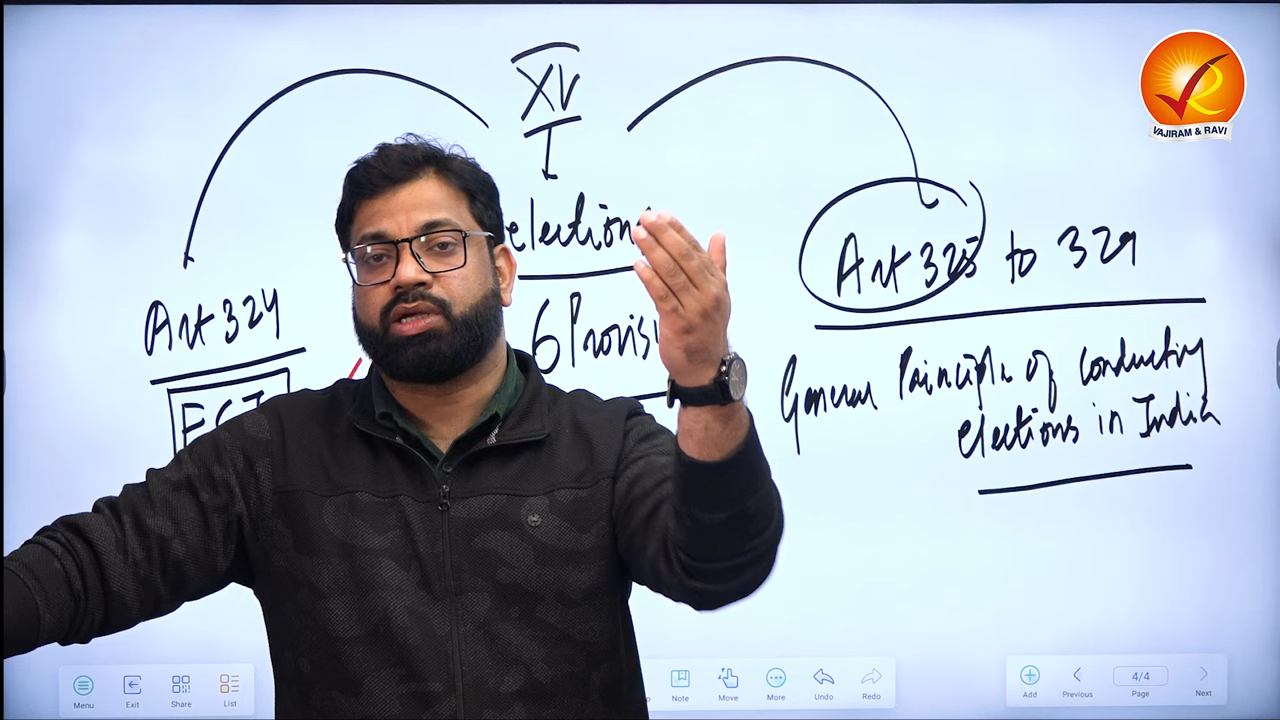 XV
elections
6 Provisi
Art 324
ECI
Art 325 to 329
General Principle of conducting
elections in India
VAJIRAM & RAVI
Menu
Exit
Share
List
Note
Move
More
Undo
Redo
Add
Previous
4/4
Page
Next